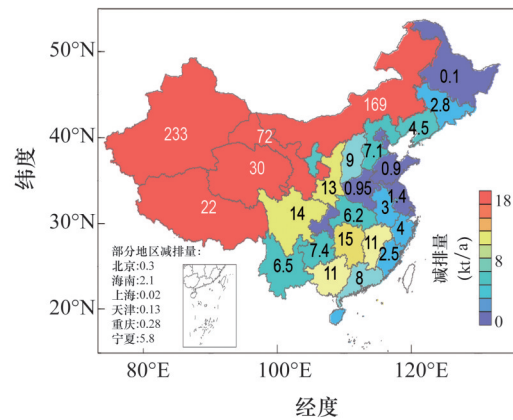 50°N
40°N
30°N
20°N
纬度
80°E
100°E
120°E
经度
0.1
169
2.8
233
72
4.5
7.1
9
0.9
30
13
0.95
1.4
22
14
6.2
3
4
15
11
7.4
2.5
6.5
11
8
部分地区减排量:
北京:0.3
海南:2.1
上海:0.02
天津:0.13
重庆:0.28
宁夏:5.8
18
8
0
减排量
(kt/a)